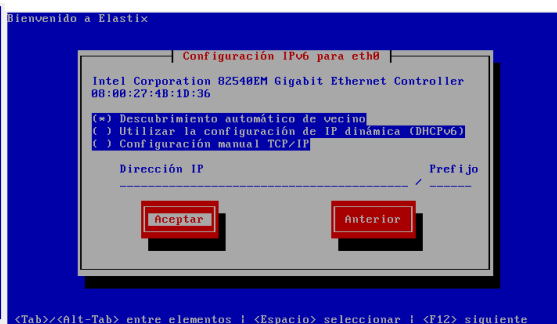 Bienvenido a Elastix
Configuración IPv6 para eth0
Intel Corporation 82540EM Gigabit Ethernet Controller
08:00:27:4B:1D:36
(*) Descubrimiento automático de vecino
( ) Utilizar la configuración de IP dinámica (DHCPv6)
( ) Configuración manual TCP/IP
Dirección IP Prefijo
/
Aceptar Anterior
<Tab>/<Alt-Tab> entre elementos | <Espacio> seleccionar | <F12> siguiente